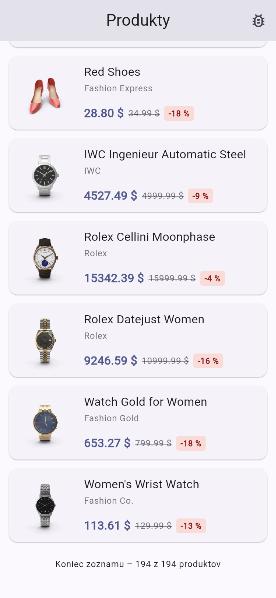 Produkty
Red Shoes
Fashion Express
28.80 $ 34.99 $ -18 %
IWC Ingenieur Automatic Steel
IWC
4527.49 $ 4999.99 $ -9 %
Rolex Cellini Moonphase
Rolex
15342.39 $ 15999.99 $ -4 %
Rolex Datejust Women
Rolex
9246.59 $ 10999.99 $ -16 %
Watch Gold for Women
Fashion Gold
653.27 $ 799.99 $ -18 %
Women's Wrist Watch
Fashion Co.
113.61 $ 129.99 $ -13 %
Koniec zoznamu – 194 z 194 produktov